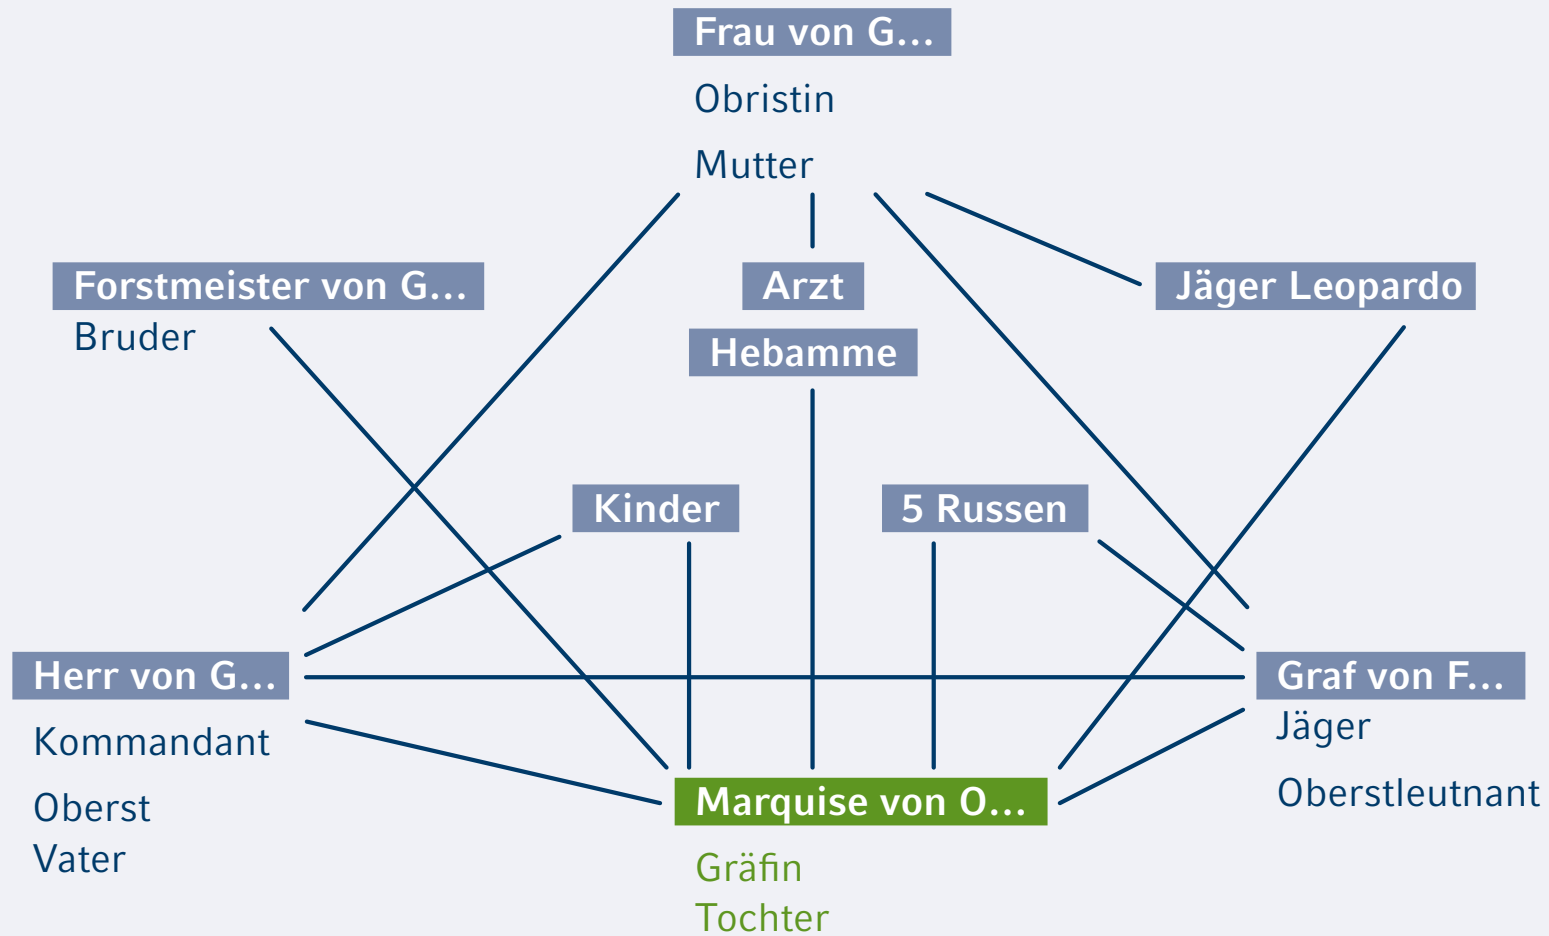 Frau von G...
Obristin
Mutter
Forstmeister von G...
Bruder
Arzt
Hebamme
Jäger Leopardo
Kinder
5 Russen
Herr von G...
Kommandant
Oberst
Vater
Graf von F...
Jäger
Oberstleutnant
Marquise von O...
Gräfin
Tochter